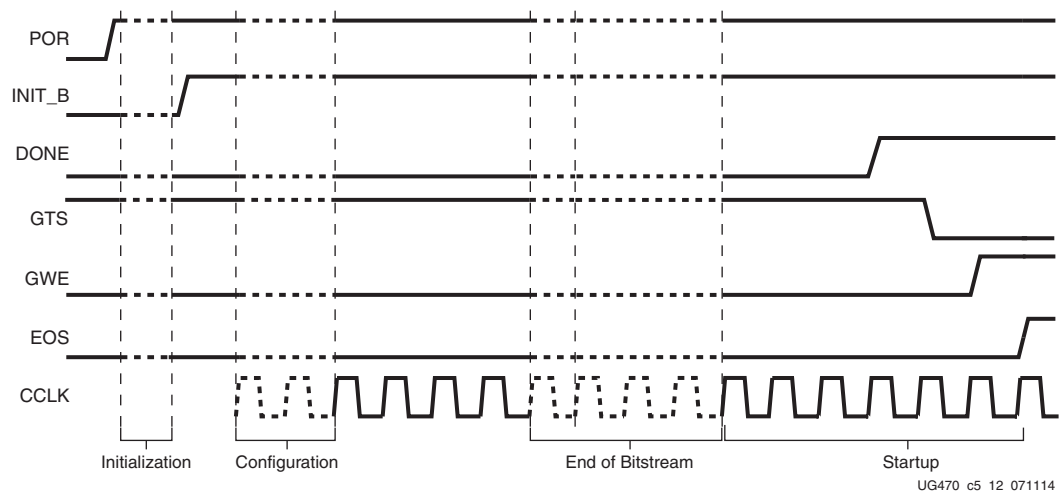 POR
INIT_B
DONE
GTS
GWE
EOS
CCLK
Initialization
Configuration
End of Bitstream
Startup
UG470_c5_12_071114